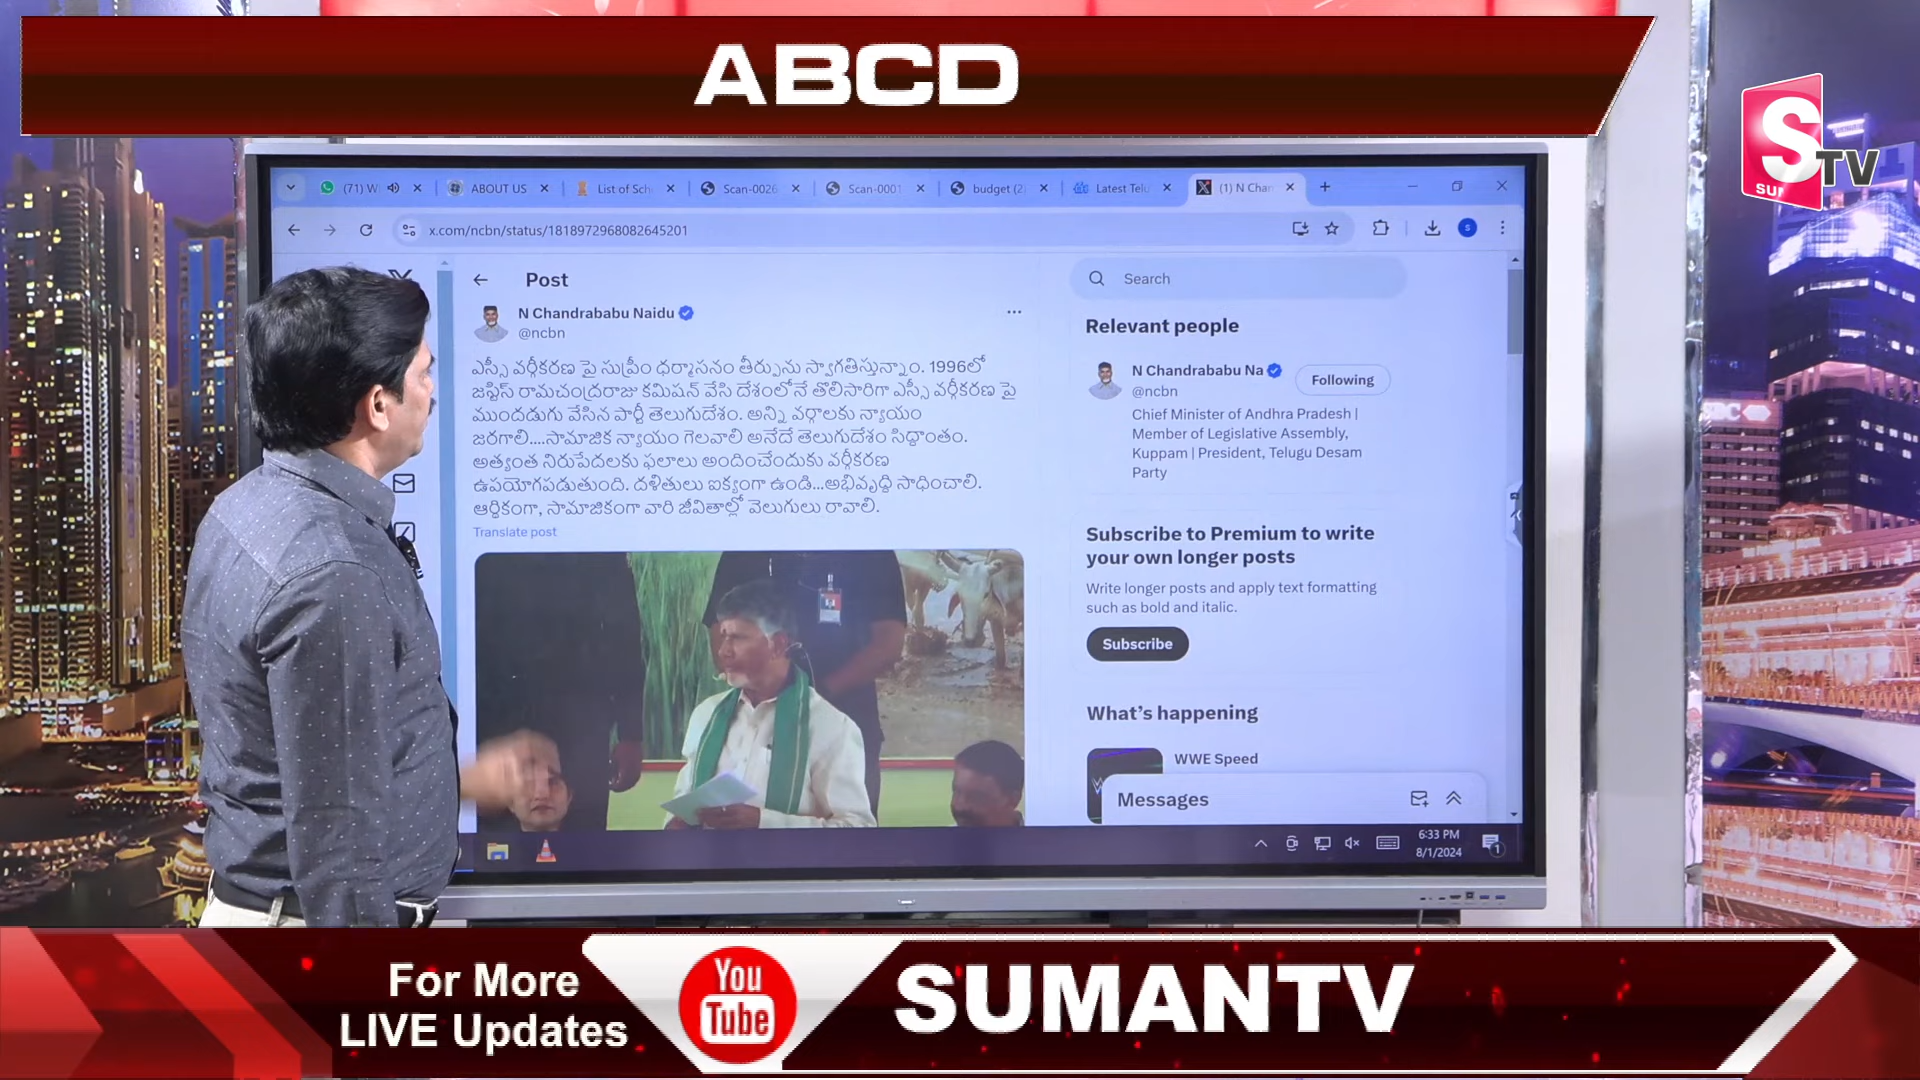 ABCD
S
TV
SUM
(71) W
ABOUT US
List of Sch
Scan-0026
Scan-0001
budget (2)
Latest Telu
(1) N Chan
x.com/ncbn/status/1818972968082645201
S
Post
Search
N Chandrababu Naidu
@ncbn
ఎస్సీ వర్గీకరణ పై సుప్రీం ధర్మాసనం తీర్పును స్వాగతిస్తున్నాం. 1996లో
జస్టిస్ రామచంద్రరాజు కమిషన్ వేసి దేశంలోనే తొలిసారిగా ఎస్సీ వర్గీకరణ పై
ముందడుగు వేసిన పార్టీ తెలుగుదేశం. అన్ని వర్గాలకు న్యాయం
జరగాలి....సామాజిక న్యాయం గెలవాలి అనేదే తెలుగుదేశం సిద్ధాంతం.
అత్యంత నిరుపేదలకు ఫలాలు అందించేందుకు వర్గీకరణ
ఉపయోగపడుతుంది. దళితులు ఐక్యంగా ఉండి...అభివృద్ధి సాధించాలి.
ఆర్థికంగా, సామాజికంగా వారి జీవితాల్లో వెలుగులు రావాలి.
Translate post
Relevant people
N Chandrababu Na
@ncbn
Following
Chief Minister of Andhra Pradesh |
Member of Legislative Assembly,
Kuppam | President, Telugu Desam
Party
Subscribe to Premium to write
your own longer posts
Write longer posts and apply text formatting
such as bold and italic.
Subscribe
What's happening
WWE Speed
Messages
6:33 PM
8/1/2024
1
For More
LIVE Updates
You
Tube
SUMANTV